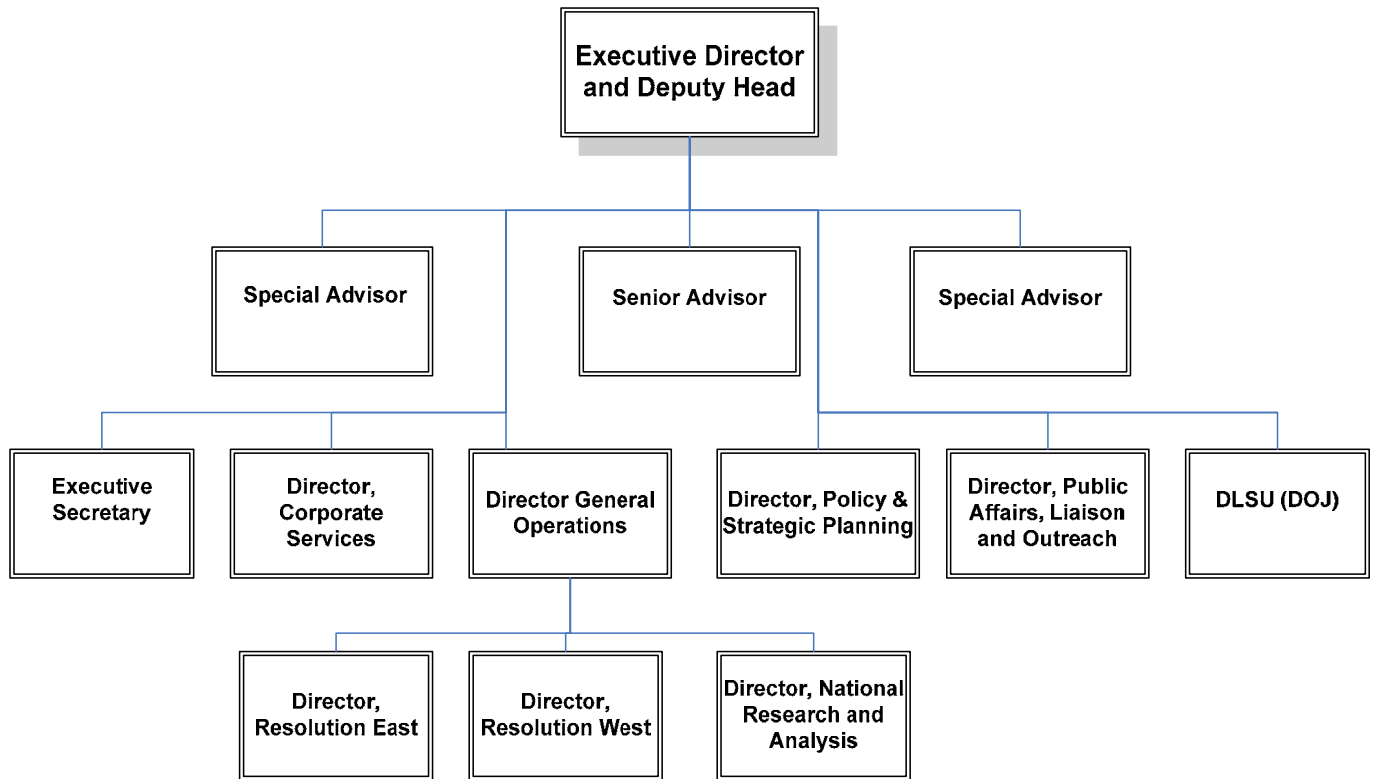 Executive Director
and Deputy Head
Special Advisor
Senior Advisor
Special Advisor
Executive
Secretary
Director,
Corporate
Services
Director General
Operations
Director, Policy &
Strategic Planning
Director, Public
Affairs, Liaison
and Outreach
DLSU (DOJ)
Director,
Resolution East
Director,
Resolution West
Director, National
Research and
Analysis